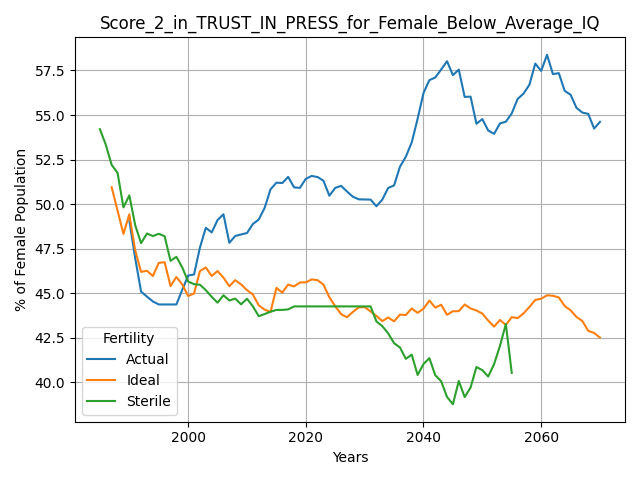 Score_2_in_TRUST_IN_PRESS_for_Female_Below_Average_IQ
% of Female Population
57.5
55.0
52.5
50.0
47.5
45.0
42.5
40.0
Fertility
Actual
Ideal
Sterile
2000
2020
2040
2060
Years